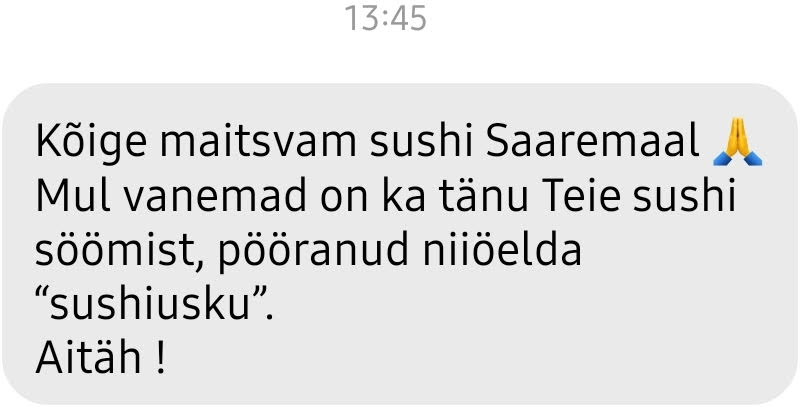 13:45
Kõige maitsvam sushi Saaremaal 🙏
Mul vanemad on ka tänu Teie sushi
söömist, pööranud niiöelda
“sushiusku”.
Aitäh !